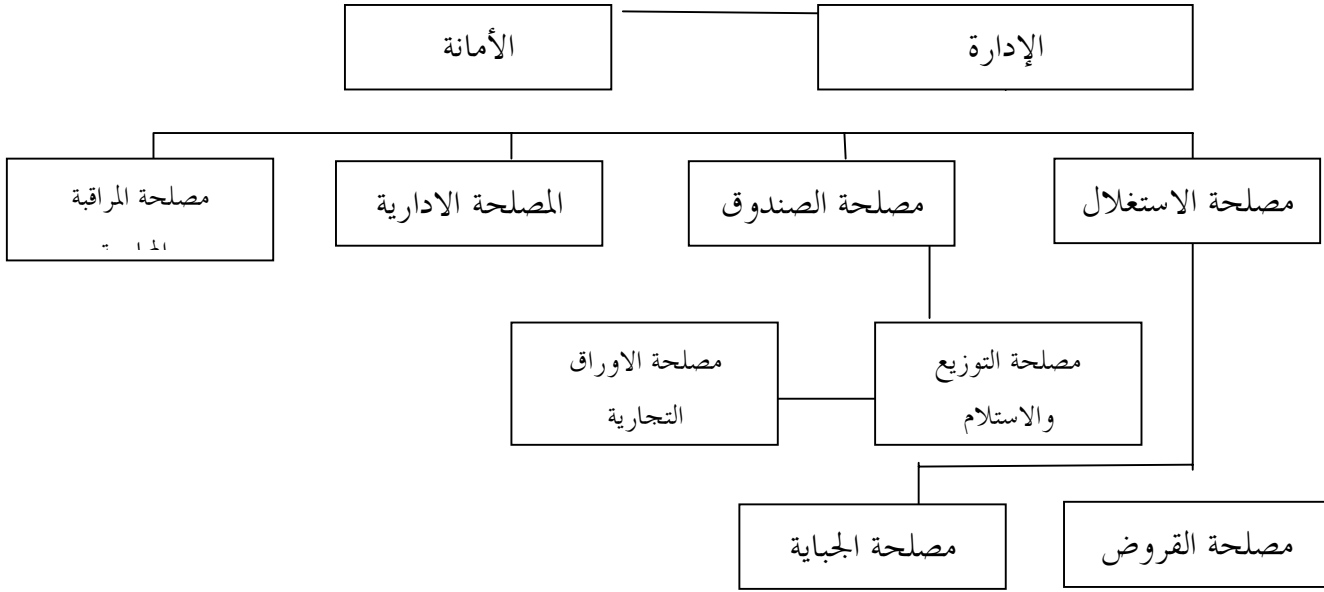 الإدارة
الأمانة
مصلحة الاستغلال
مصلحة الصندوق
المصلحة الادارية
مصلحة المراقبة
مصلحة التوزيع
والاستلام
مصلحة الاوراق
التجارية
مصلحة القروض
مصلحة الجباية